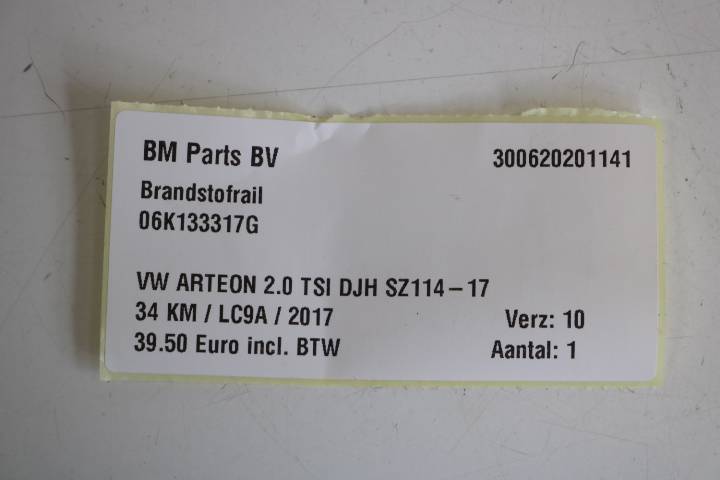 BM Parts BV 300620201141
Brandstofrail
06K133317G
VW ARTEON 2.0 TSI DJH SZ114-17
34 KM / LC9A / 2017 Verz: 10
39.50 Euro incl. BTW Aantal: 1